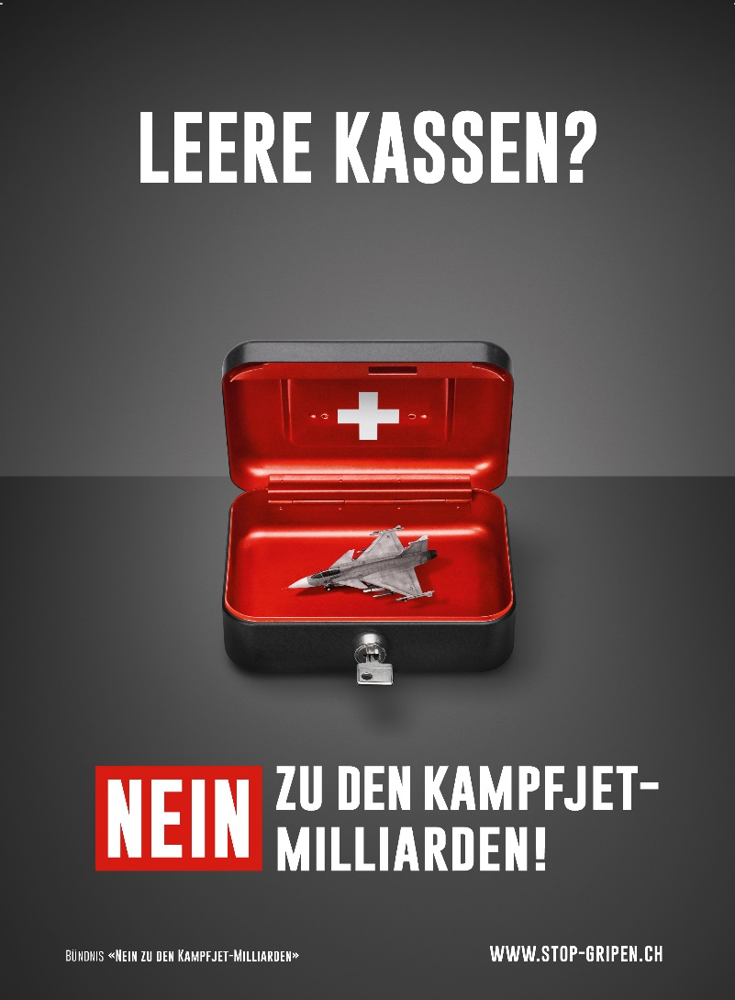 LEERE KASSEN?
NEIN ZU DEN KAMPFJET-
MILLIARDEN!
BÜNDNIS «NEIN ZU DEN KAMPFJET-MILLIARDEN»
WWW.STOP-GRIPEN.CH